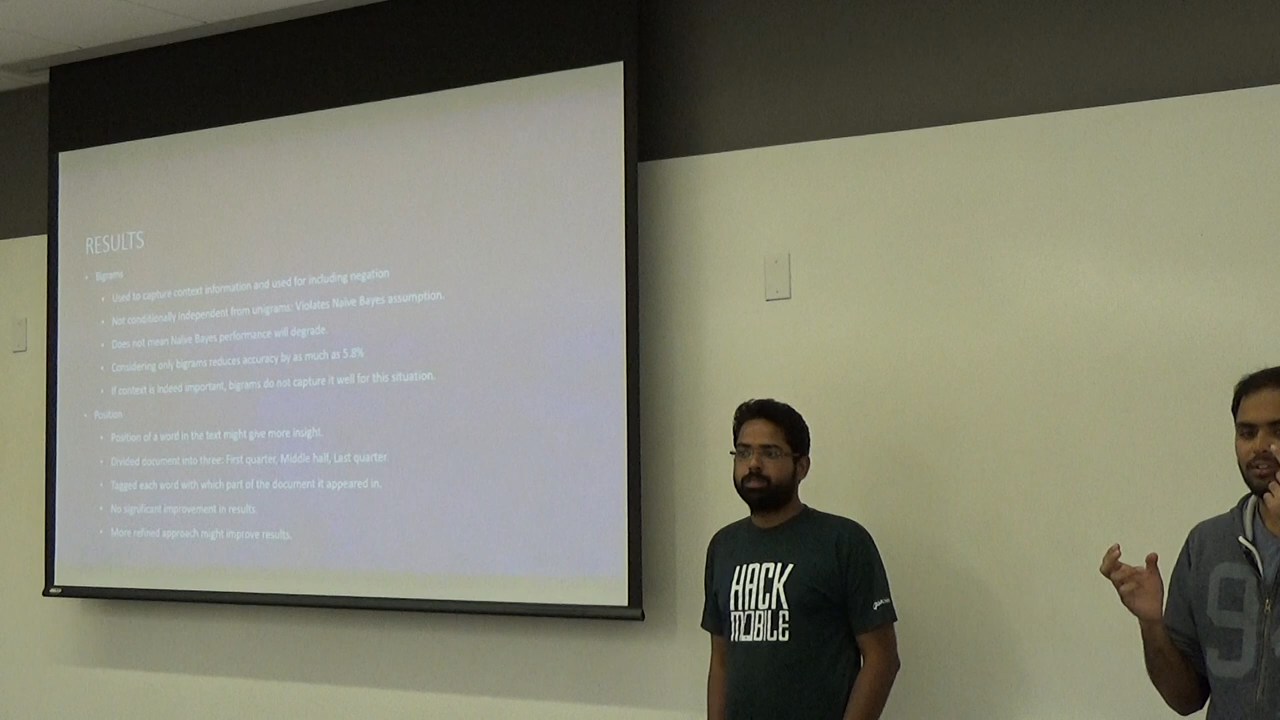 RESULTS
• Bigrams
• Used to capture context information and used for including negation
• Not conditionally independent from unigrams: Violates Naive Bayes assumption.
• Does not mean Naive Bayes performance will degrade.
• Considering only bigrams reduces accuracy by as much as 5.8%
• If context is indeed important, bigrams do not capture it well for this situation.
• Position
• Position of a word in the text might give more insight.
• Divided document into three: First quarter, Middle half, Last quarter
• Tagged each word with which part of the document it appeared in.
• No significant improvement in results.
• More refined approach might improve results.
HACK
MOBILE
9